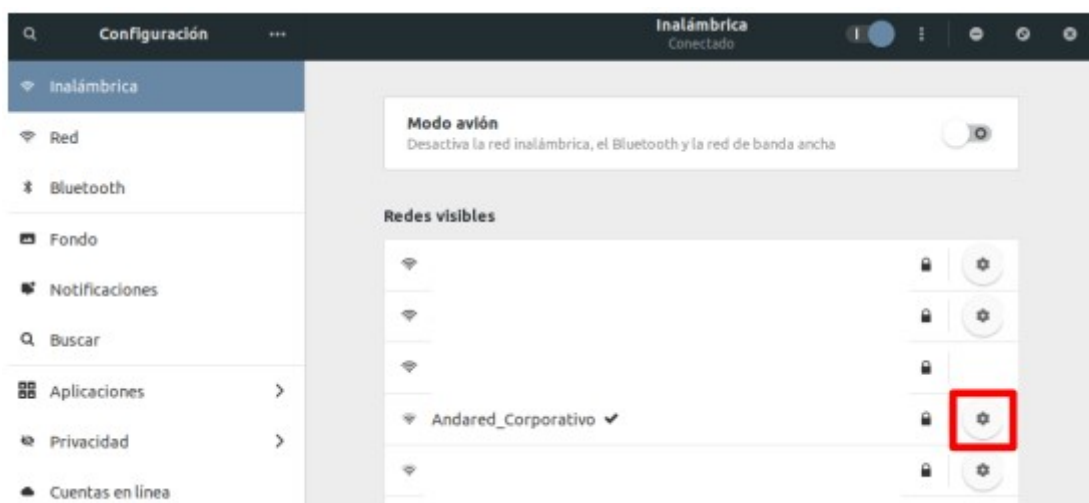 Configuración
Inalámbrica
Conectado
Inalámbrica
Red
Bluetooth
Fondo
Notificaciones
Buscar
Aplicaciones
Privacidad
Cuentas en línea
Modo avión
Desactiva la red inalámbrica, el Bluetooth y la red de banda ancha
Redes visibles
Andared_Corporativo